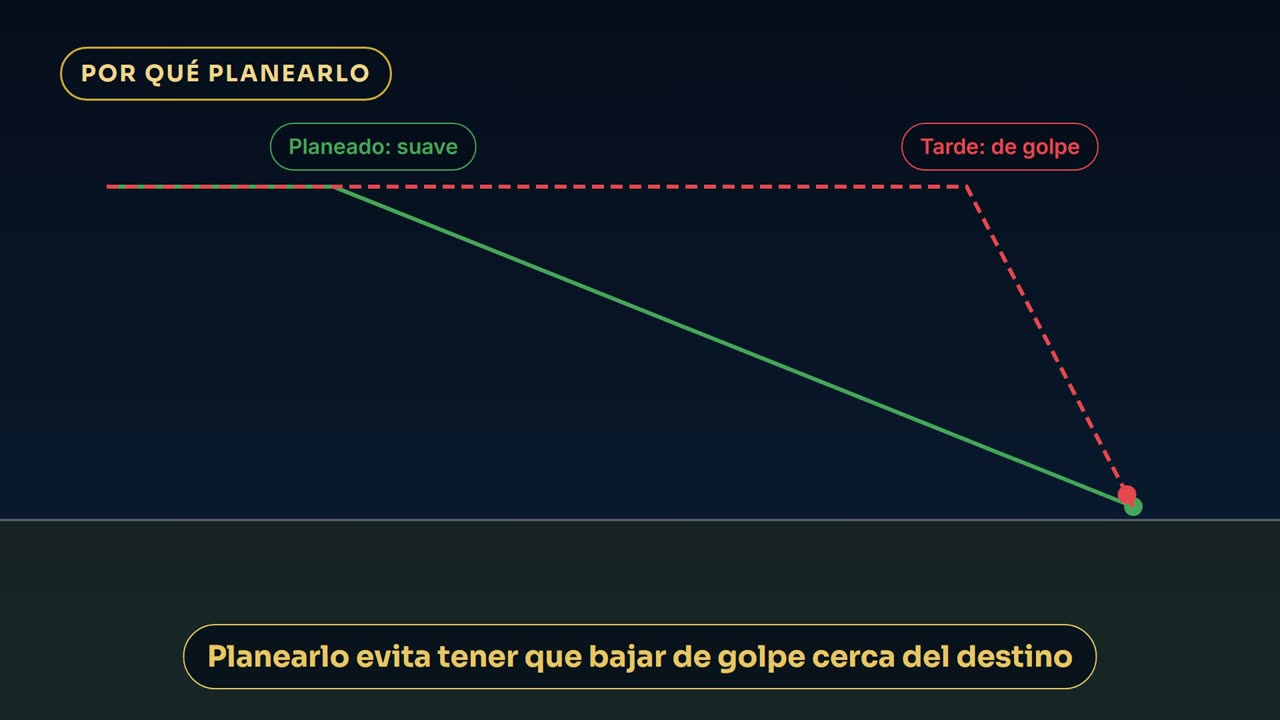 POR QUÉ PLANEARLO
Planeado: suave
Tarde: de golpe
Planearlo evita tener que bajar de golpe cerca del destino